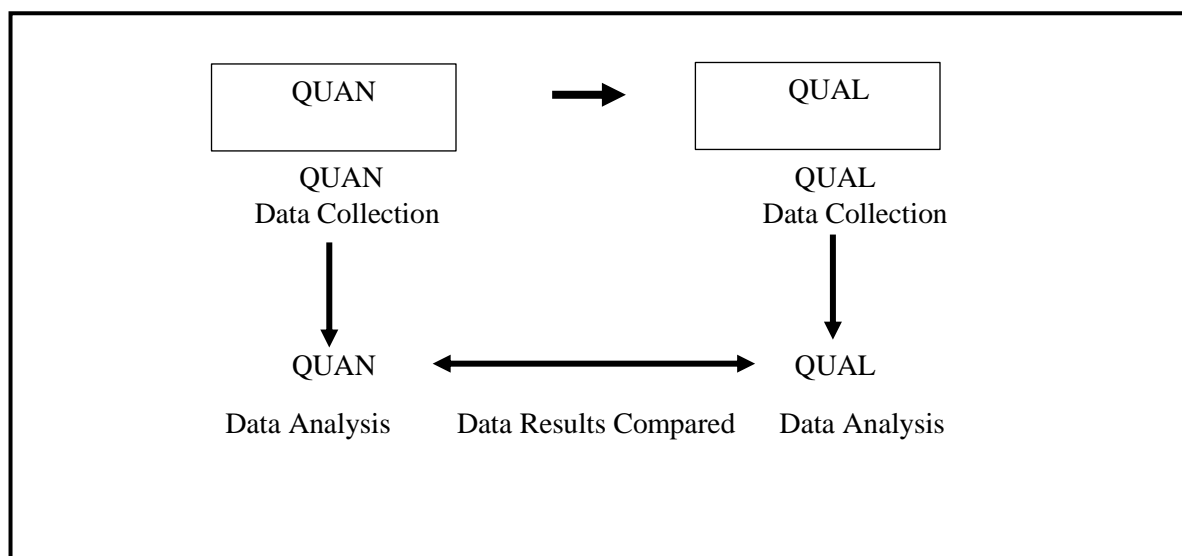 QUAN
QUAL
QUAN
Data Collection
QUAL
Data Collection
QUAN
QUAL
Data Analysis
Data Results Compared
Data Analysis